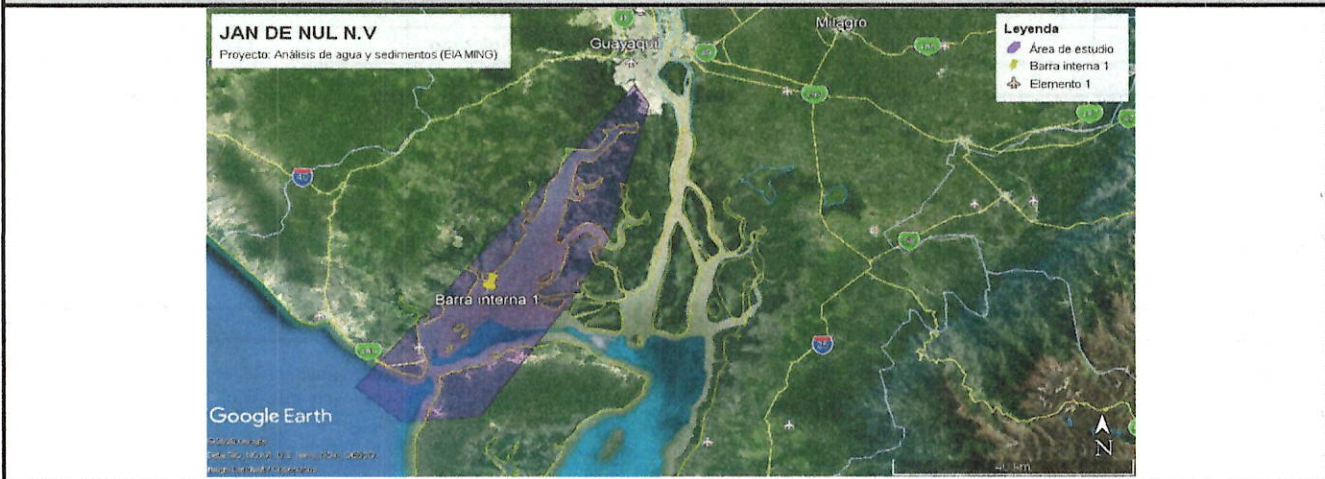 JAN DE NUL N.V
Proyecto: Análisis de agua y sedimentos (EIA MING)
Guayaquil
Milagro
Leyenda
Área de estudio
Barra interna 1
Elemento 1
Barra interna 1
Google Earth
40 km
N